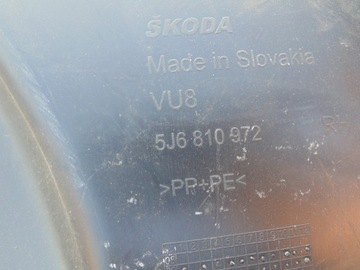 ŠKODA
Made in Slovakia
VU8
5J6 810 972
>PP+PE<